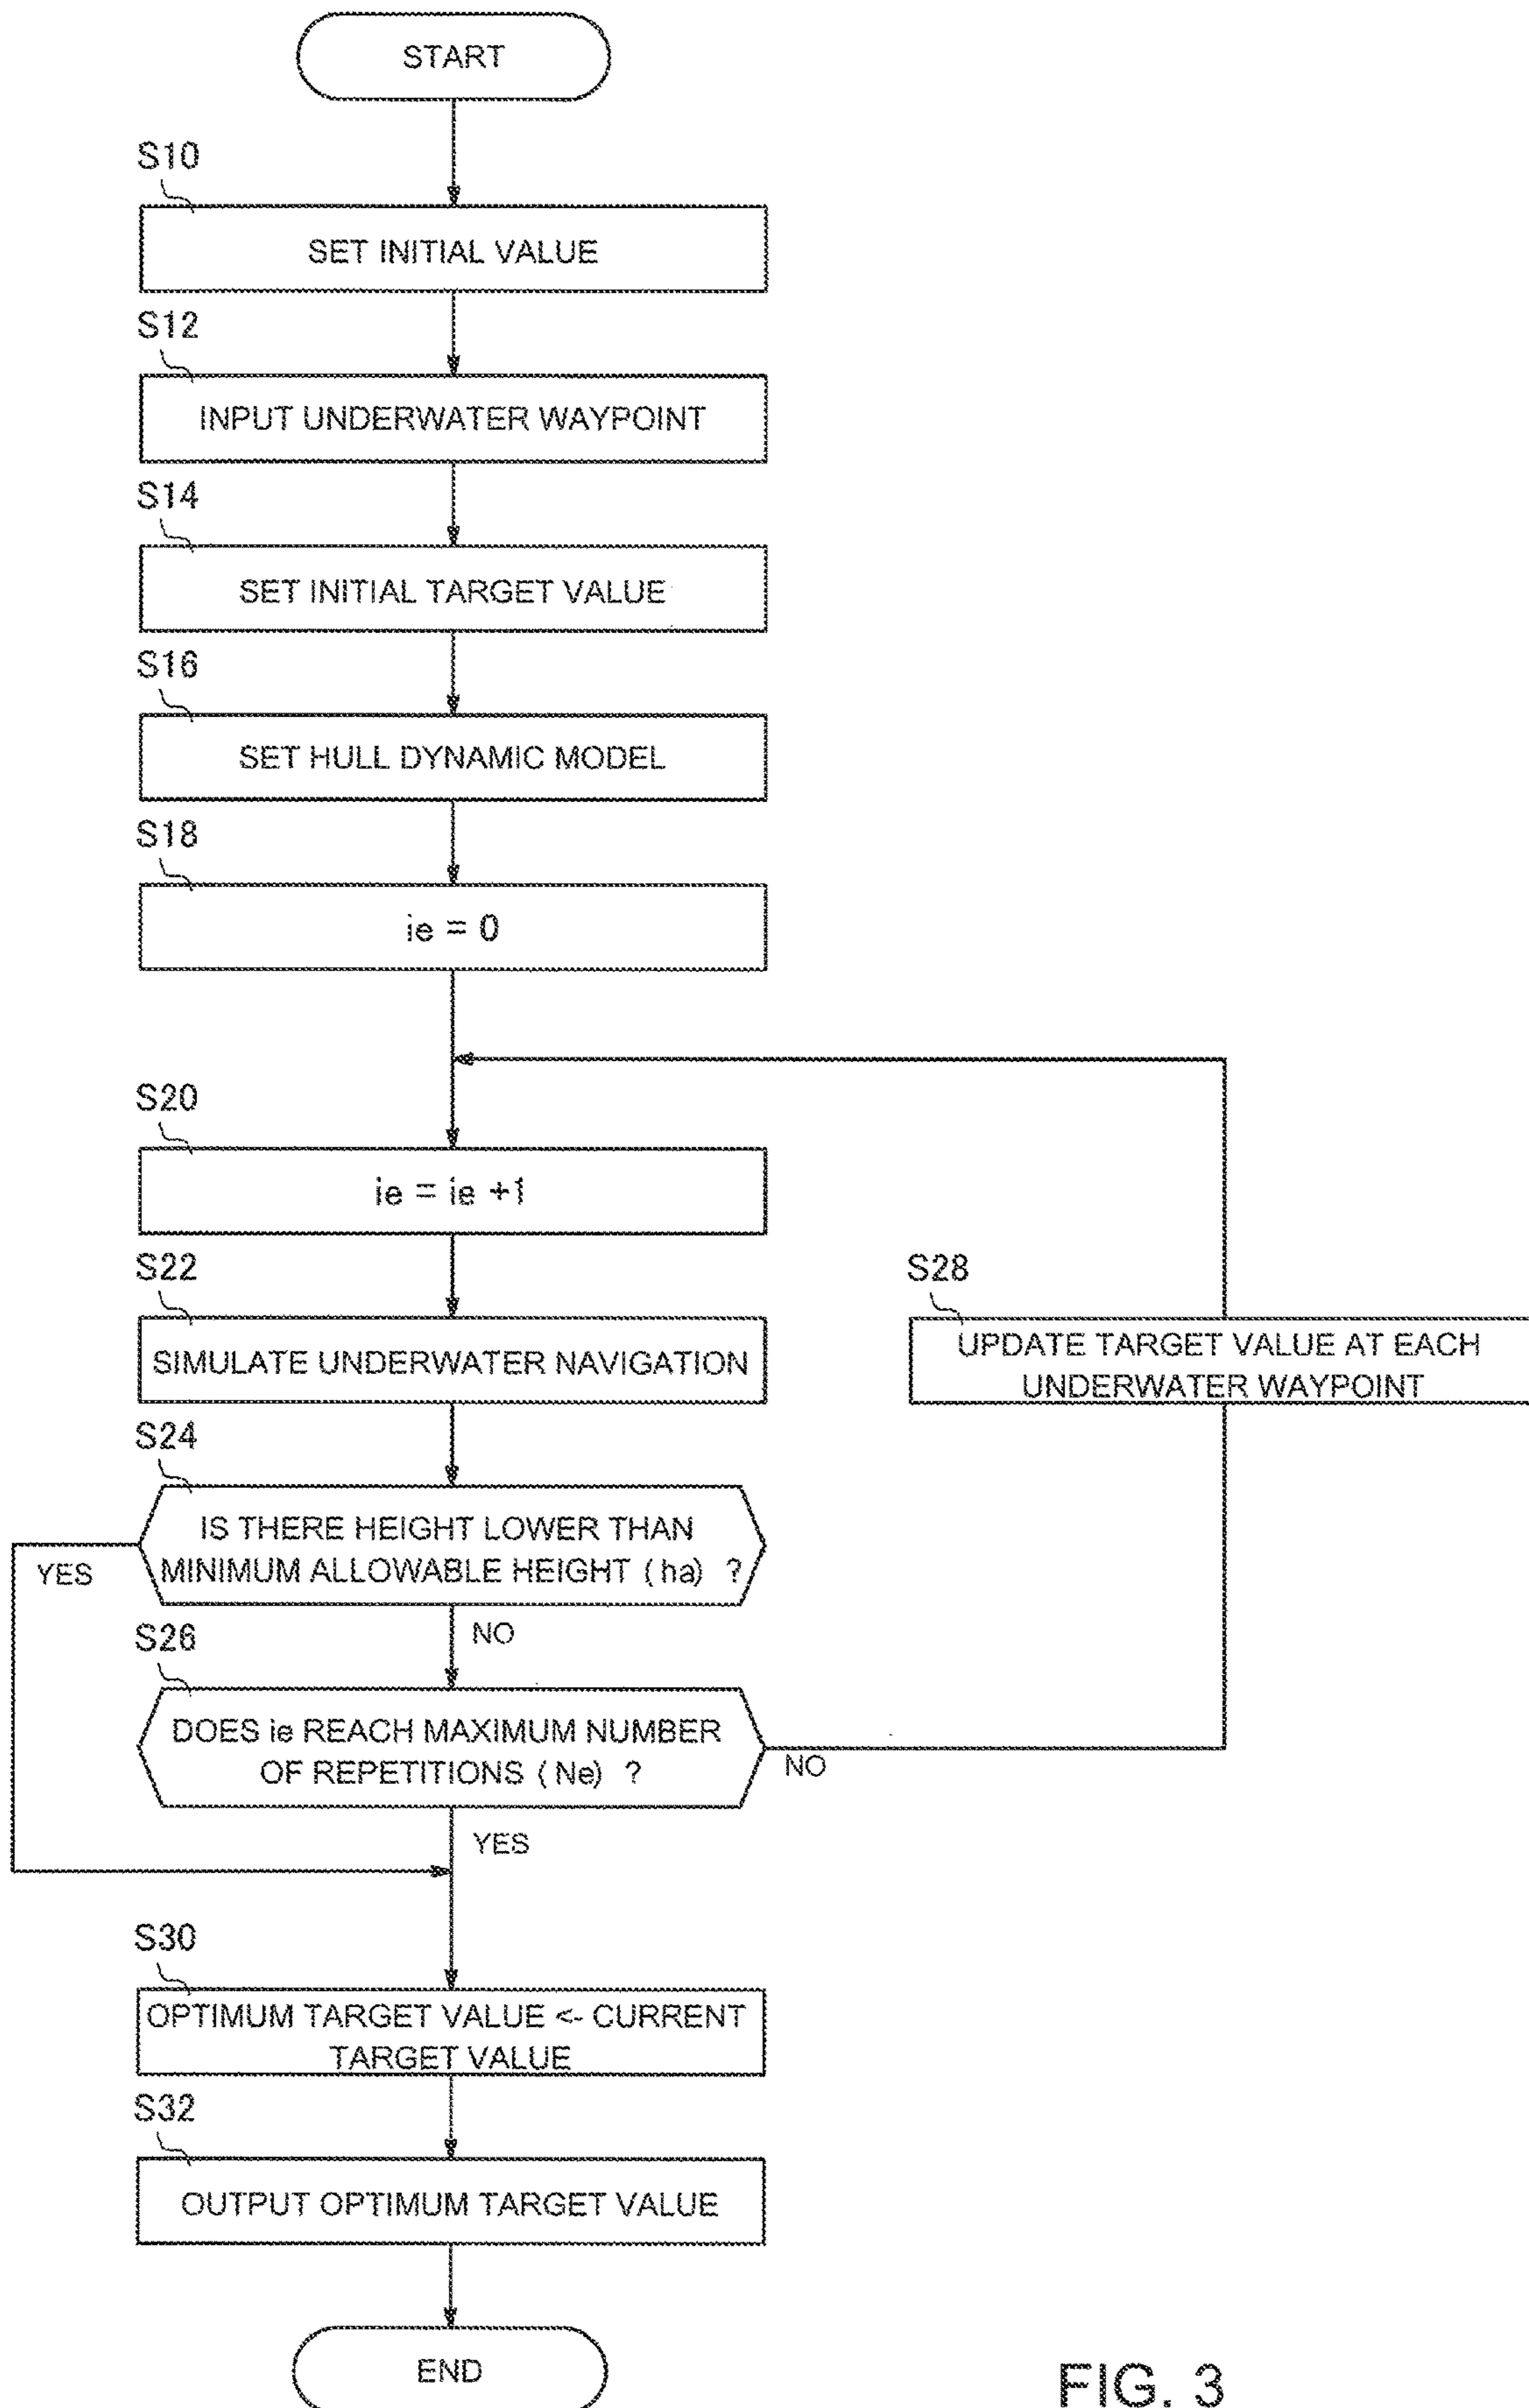 START
S10
SET INITIAL VALUE
S12
INPUT UNDERWATER WAYPOINT
S14
SET INITIAL TARGET VALUE
S16
SET HULL DYNAMIC MODEL
S18
ie = 0
S20
ie = ie +1
S22
SIMULATE UNDERWATER NAVIGATION
S28
UPDATE TARGET VALUE AT EACH
UNDERWATER WAYPOINT
S24
IS THERE HEIGHT LOWER THAN
MINIMUM ALLOWABLE HEIGHT (ha) ?
YES
NO
S26
DOES ie REACH MAXIMUM NUMBER
OF REPETITIONS (Ne) ?
NO
YES
S30
OPTIMUM TARGET VALUE <- CURRENT
TARGET VALUE
S32
OUTPUT OPTIMUM TARGET VALUE
END
FIG. 3